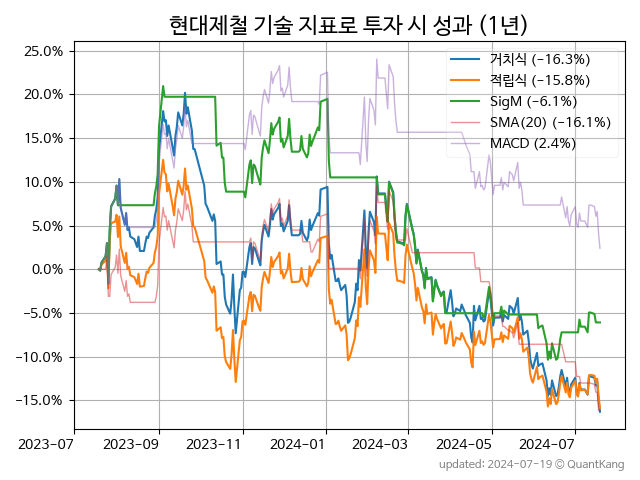 현대제철 기술 지표로 투자 시 성과 (1년)
25.0%
20.0%
15.0%
10.0%
5.0%
0.0%
−5.0%
−10.0%
−15.0%
거치식 (−16.3%)
적립식 (−15.8%)
SigM (−6.1%)
SMA(20) (−16.1%)
MACD (2.4%)
2023-07 2023-09 2023-11 2024-01 2024-03 2024-05 2024-07
updated: 2024-07-19 ⓒ QuantKang